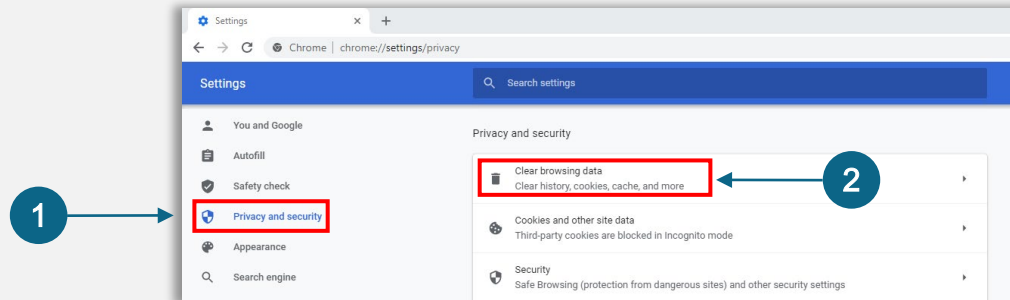 Settings
Chrome | chrome://settings/privacy
Settings
Search settings
You and Google
Autofill
Safety check
Privacy and security
Appearance
Search engine
Privacy and security
Clear browsing data
Clear history, cookies, cache, and more
Cookies and other site data
Third-party cookies are blocked in Incognito mode
Security
Safe Browsing (protection from dangerous sites) and other security settings
1
2